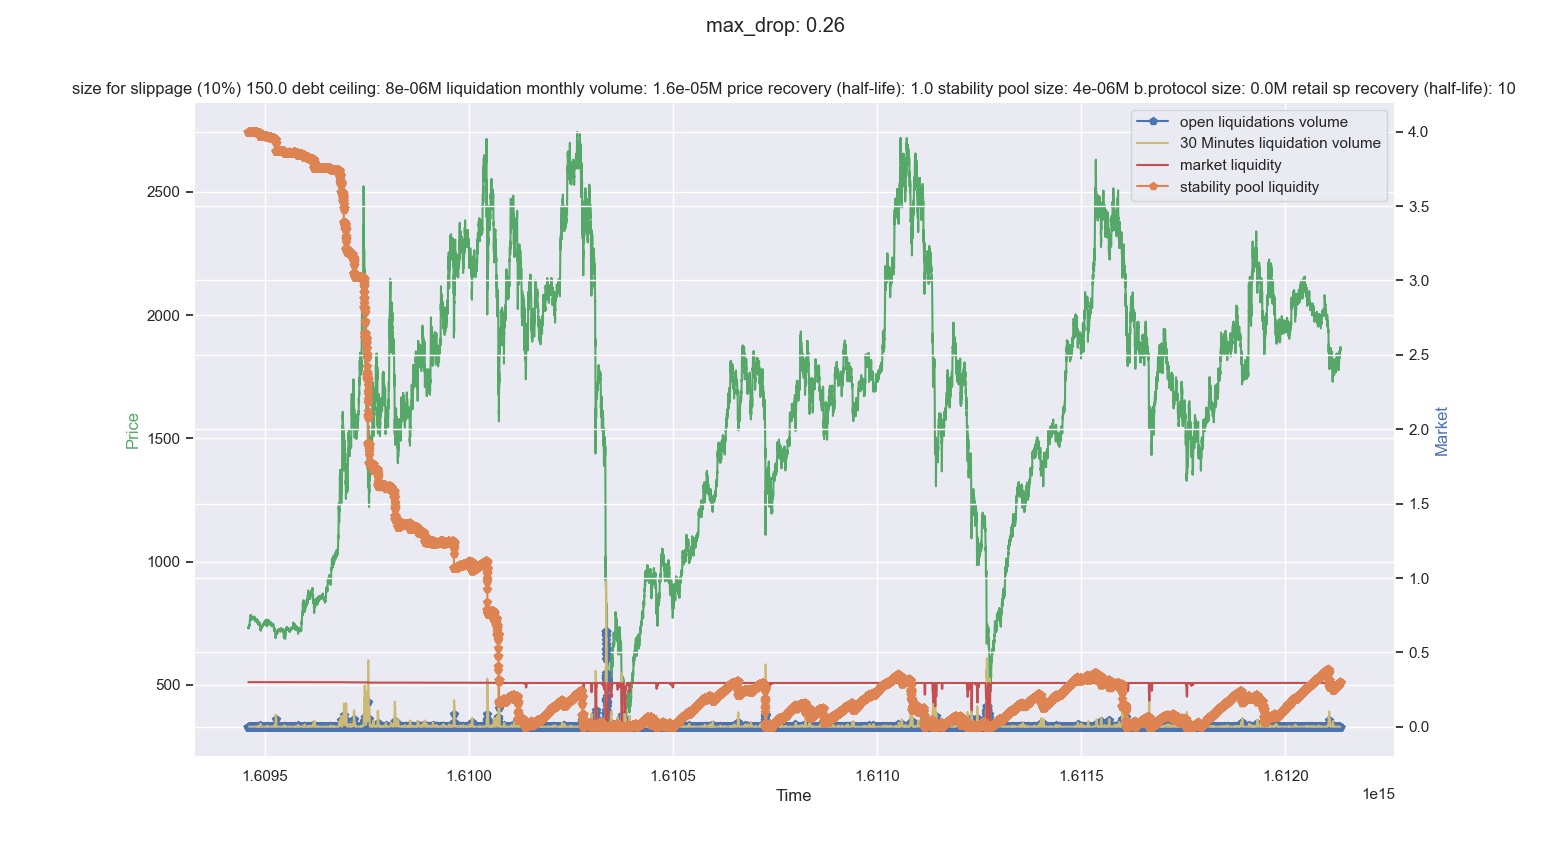 max_drop: 0.26
size for slippage (10%) 150.0 debt ceiling: 8e-06M liquidation monthly volume: 1.6e-05M price recovery (half-life): 1.0 stability pool size: 4e-06M b.protocol size: 0.0M retail sp recovery (half-life): 10
open liquidations volume
30 Minutes liquidation volume
market liquidity
stability pool liquidity
2500
2000
1500
1000
500
Price
4.0
3.5
3.0
2.5
2.0
1.5
1.0
0.5
0.0
Market
1.6095
1.6100
1.6105
1.6110
1.6115
1.6120
1e15
Time